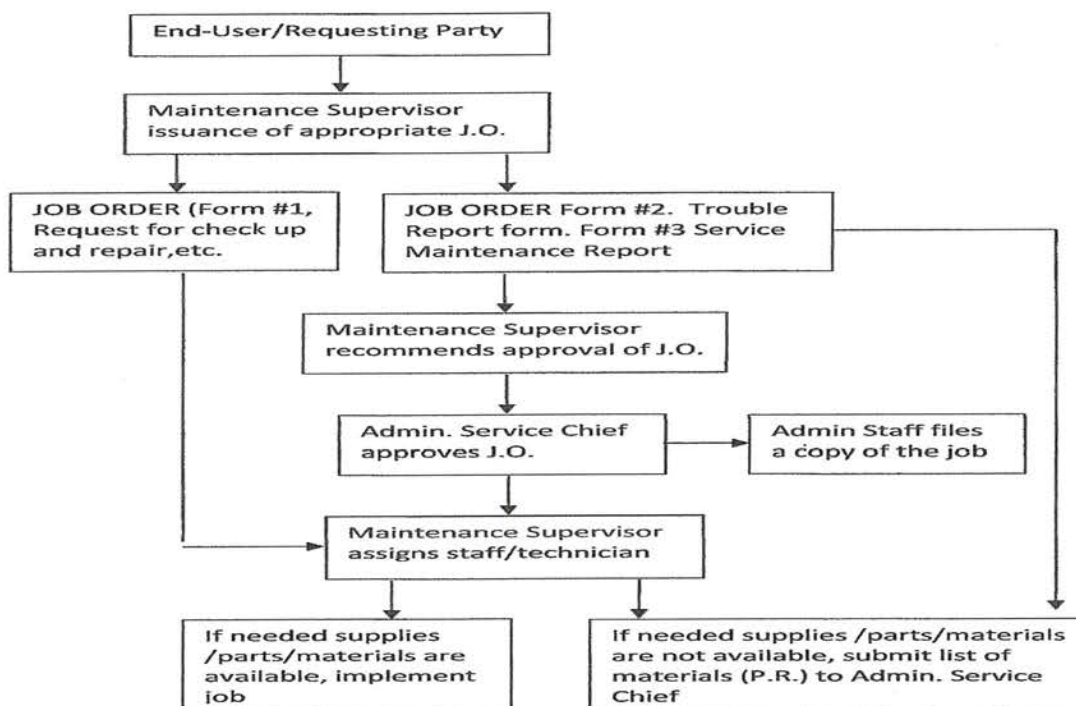 End-User/Requesting Party
Maintenance Supervisor
issuance of appropriate J.O.
JOB ORDER (Form #1,
Request for check up
and repair,etc.
JOB ORDER Form #2.  Trouble
Report form. Form #3 Service
Maintenance Report
Maintenance Supervisor
recommends approval of J.O.
Admin. Service Chief
approves J.O.
Admin Staff files
a copy of the job
Maintenance Supervisor
assigns staff/technician
If needed supplies
/parts/materials are
available, implement
job
If needed supplies /parts/materials
are not available, submit list of
materials (P.R.) to Admin. Service
Chief